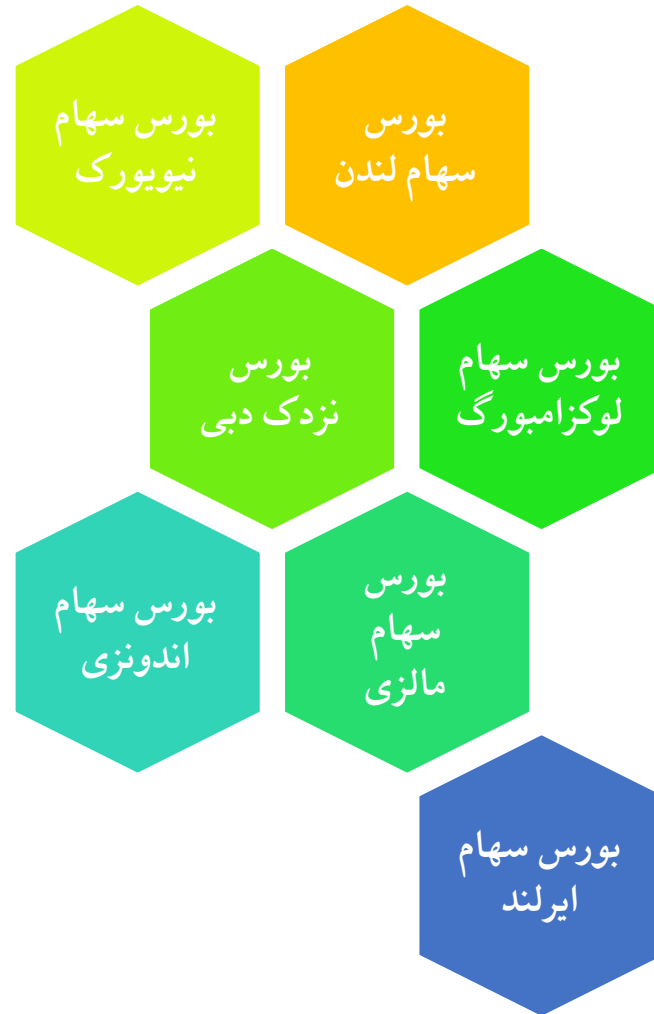 بورس
سهام لندن
بورس سهام
نیویورک
بورس سهام
لوکزامبورگ
بورس
نزدک دبی
بورس
سهام
مالزی
بورس سهام
اندونزی
بورس سهام
ایرلند